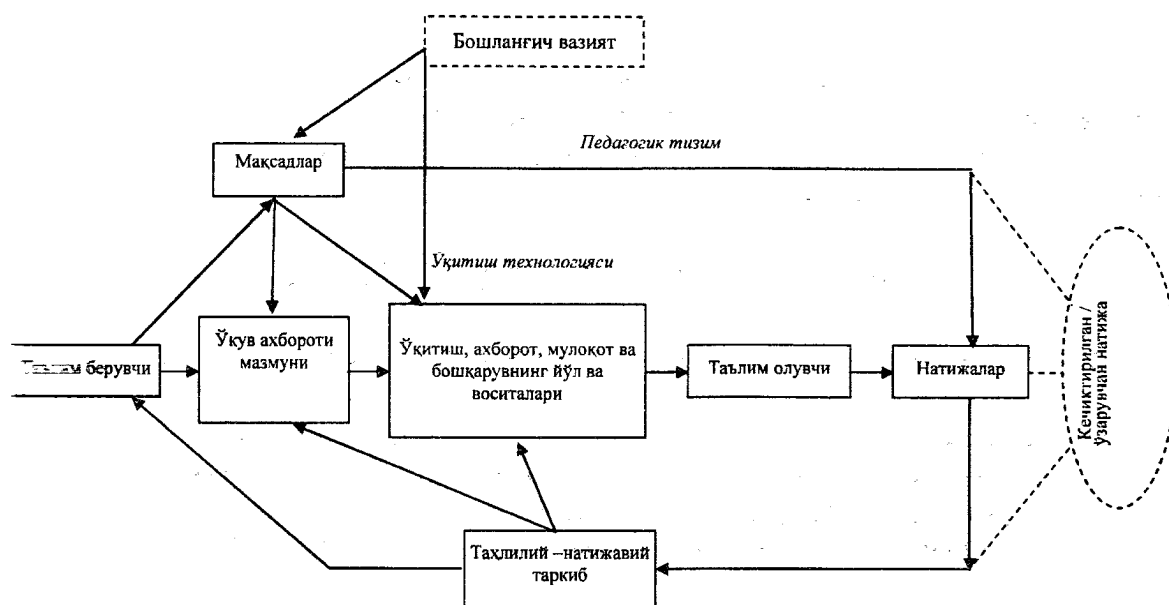 Бошланғич вазият
Педагогик тизим
Мақсадлар
Ўқитиш технологияси
Ўқув ахбороти
мазмуни
Ўқитиш, ахборот, мулоқот ва
бошқарувнинг йўл ва
воситалари
Таълим берувчи
Таълим олувчи
Натижалар
Кечиктирилган /
ўзарувчан натижа
Таҳлилий –натижавий
таркиб